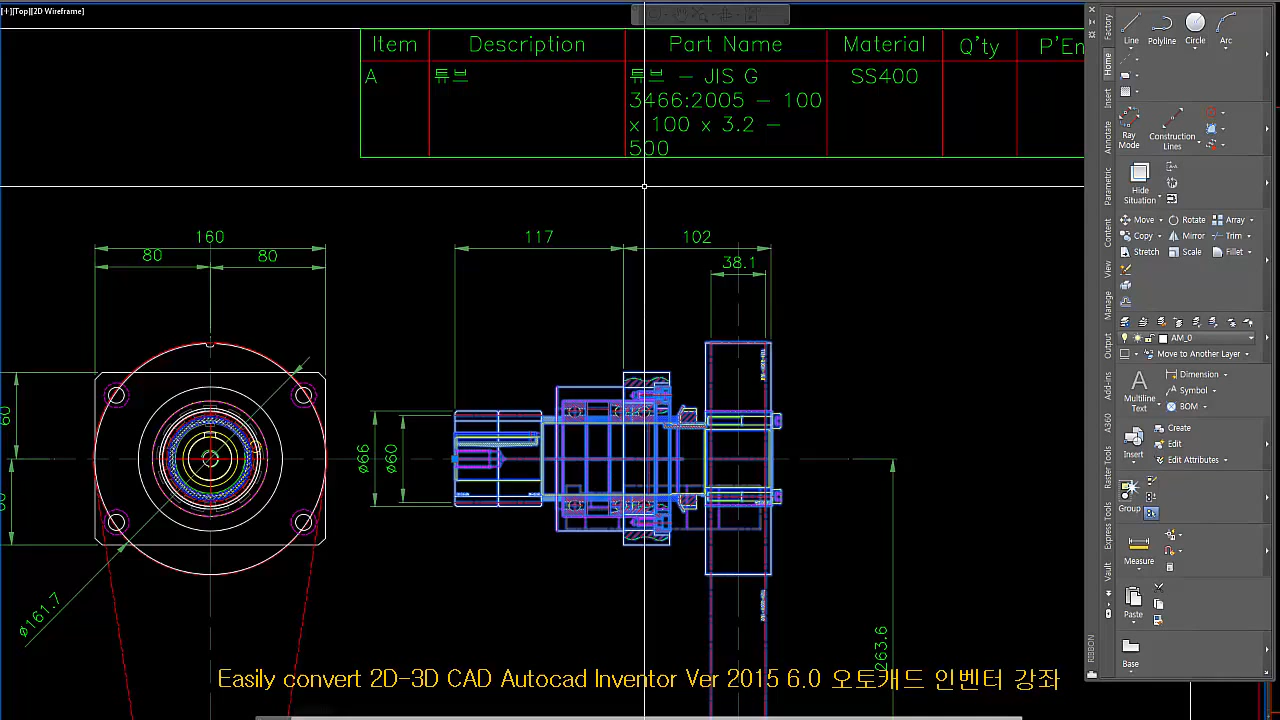 [-][Top][2D Wireframe]
Item Description Part Name Material Q'ty P'En
A 튜브 튜브 - JIS G SS400
3466:2005 - 100
x 100 x 3.2 -
500
160
80 80
117 102
38.1
60
ø66
ø60
ø161.7
263.6
Easily convert 2D-3D CAD Autocad Inventor Ver 2015 6.0 오토캐드 인벤터 강좌
Factory
Home
Insert
Annotate
Parametric
Content
View
Manage
Output
Add-ins
A360
Raster Tools
Express Tools
Vault
RIBBON
Line Polyline Circle Arc
Ray Mode
Construction Lines
Hide Situation
Move Rotate Array
Copy Mirror Trim
Stretch Scale Fillet
AM_0
Move to Another Layer
Multiline Text
Dimension
Symbol
BOM
Insert
Create
Edit
Edit Attributes
Group
Measure
Paste
Base